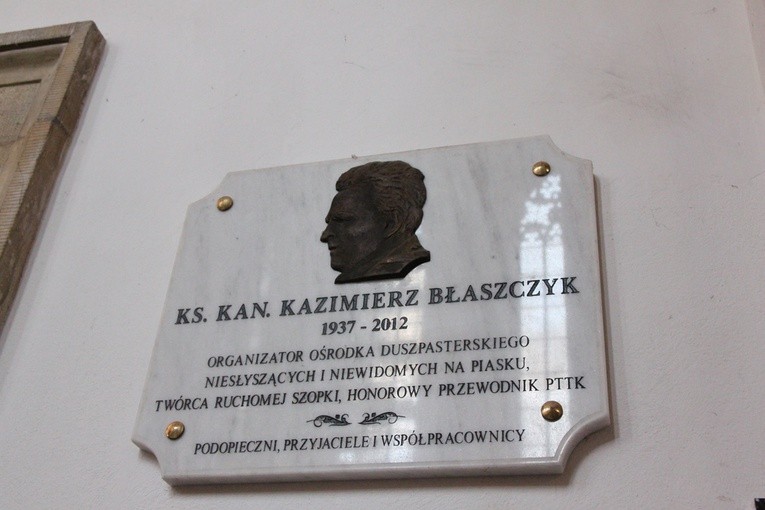 KS. KAN. KAZIMIERZ BŁASZCZYK
1937 - 2012
ORGANIZATOR OŚRODKA DUSZPASTERSKIEGO
NIESŁYSZĄCYCH I NIEWIDOMYCH NA PIASKU,
TWÓRCA RUCHOMEJ SZOPKI, HONOROWY PRZEWODNIK PTTK
PODOPIECZNI, PRZYJACIELE I WSPÓŁPRACOWNICY